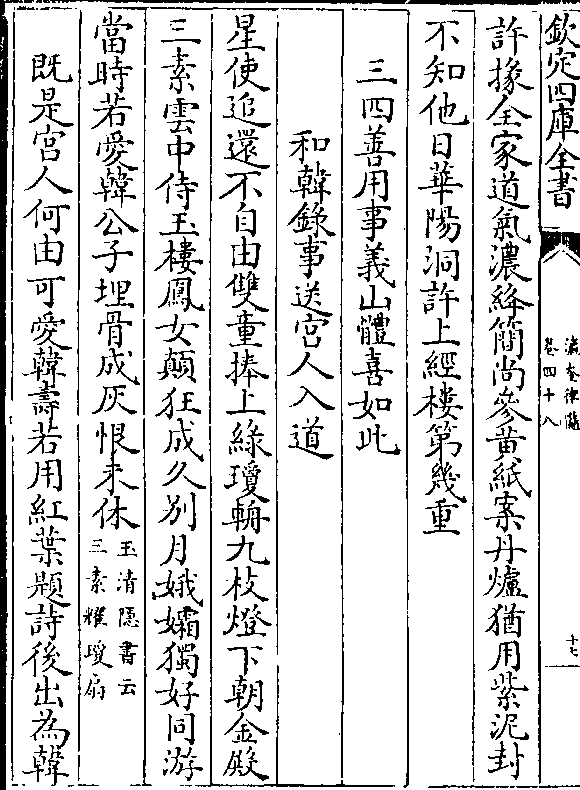 欽定四庫全書
瀛奎律髓
卷四十八
十七
許掾全家道氣濃絳簡尚參黄紙案丹爐猶用紫泥封
不知他日華陽洞許上經樓第幾重
三四善用事義山體喜如此
和韓錄事送宫人入道
星使追還不自由雙童捧上緑瓊輈九枝燈下朝金殿
三素雲中侍玉樓鳳女顛狂成久别月娥孀獨好同游
當時若愛韓公子埋骨成灰恨未休
玉清隱書云
三素耀瓊扇
既是宫人何由可愛韓壽若用紅葉題詩後出為韓